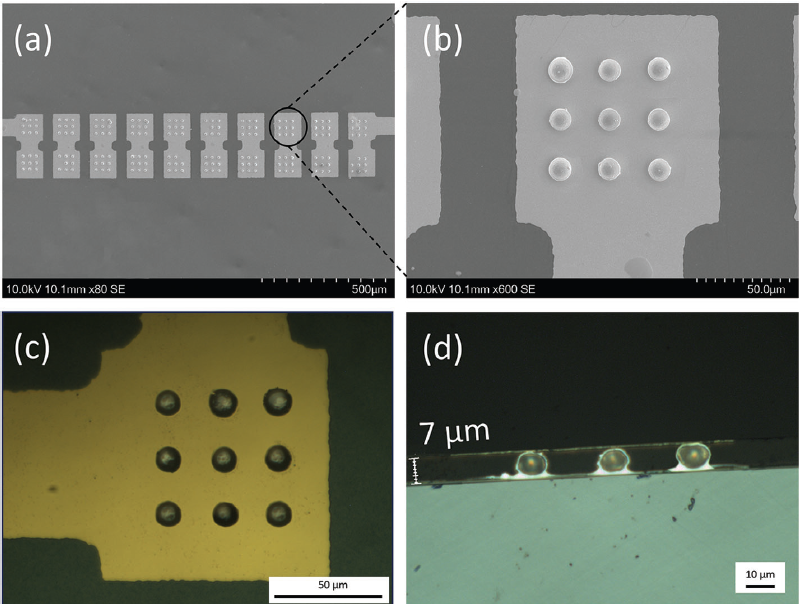 (a)
10.0kV 10.1mm x80 SE
500µm
(b)
10.0kV 10.1mm x600 SE
50.0µm
(c)
50 µm
(d)
7 µm
10 µm